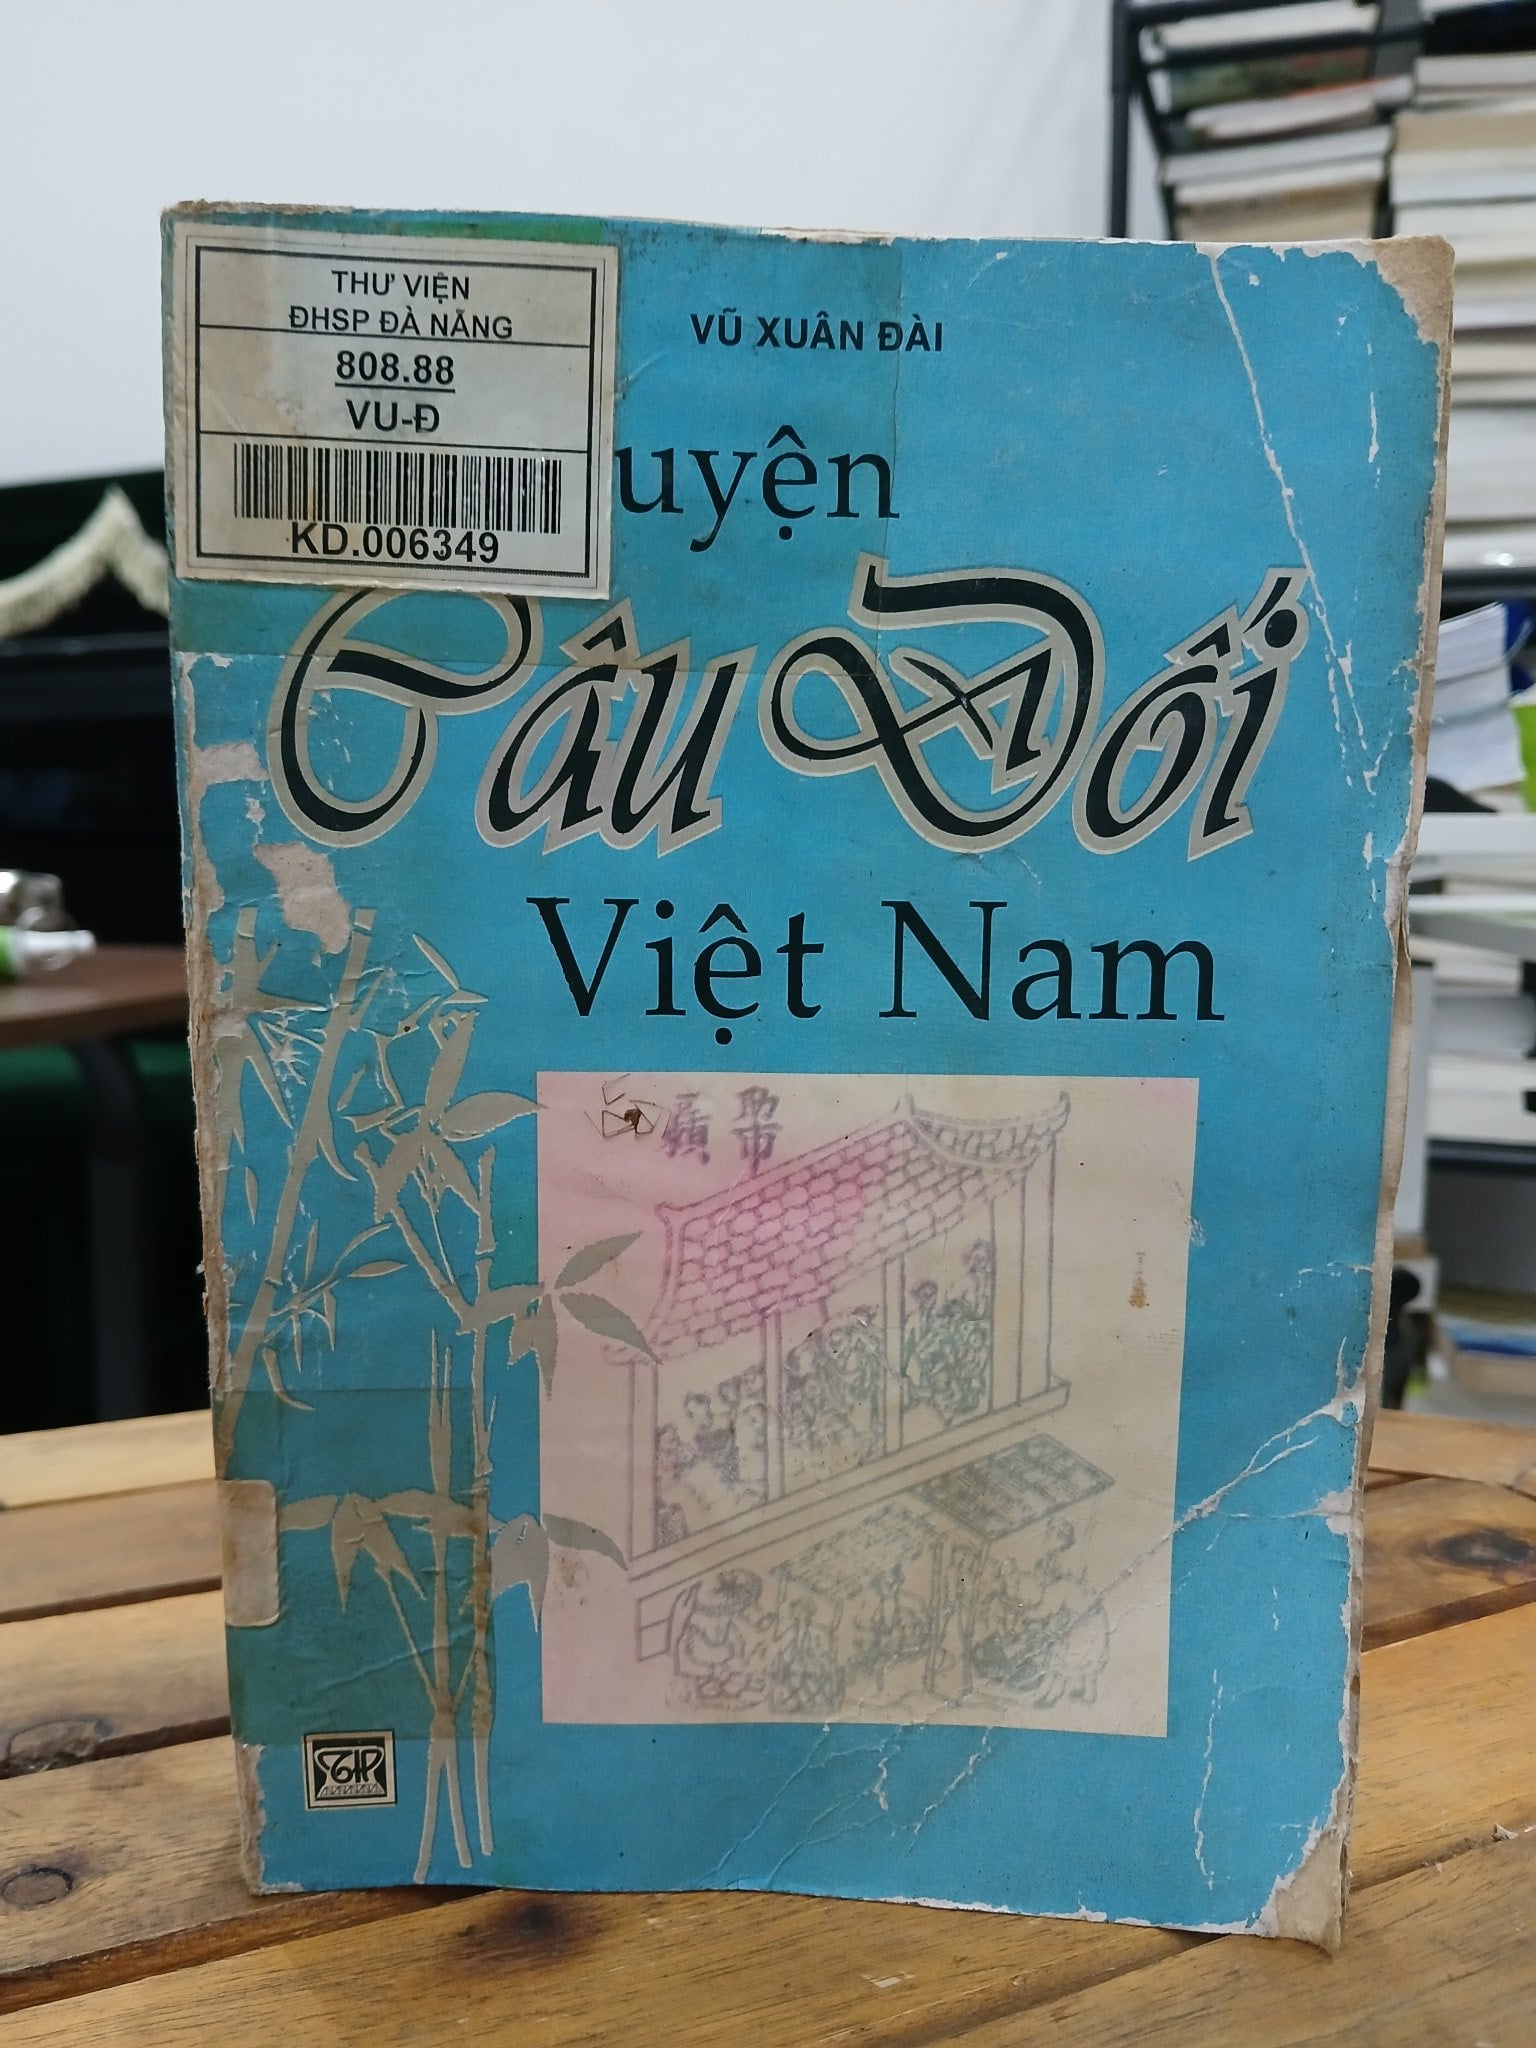 THƯ VIỆN
ĐHSP ĐÀ NẴNG
808.88
VU-Đ
KD.006349
VŨ XUÂN ĐÀI
uyện
Câu Đối
Việt Nam